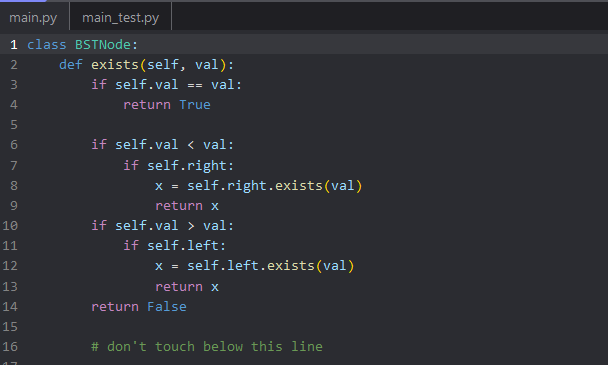 main.py main_test.py
1 class BSTNode:
2     def exists(self, val):
3         if self.val == val:
4             return True
5
6         if self.val < val:
7             if self.right:
8                 x = self.right.exists(val)
9                 return x
10         if self.val > val:
11             if self.left:
12                 x = self.left.exists(val)
13                 return x
14         return False
15
16         # don't touch below this line
17